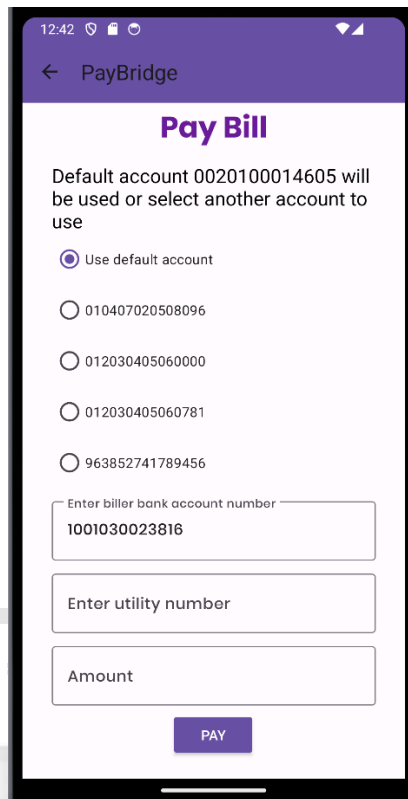 12:42
PayBridge
Pay Bill
Default account 0020100014605 will
be used or select another account to
use
Use default account
010407020508096
012030405060000
012030405060781
963852741789456
Enter biller bank account number
1001030023816
Enter utility number
Amount
PAY